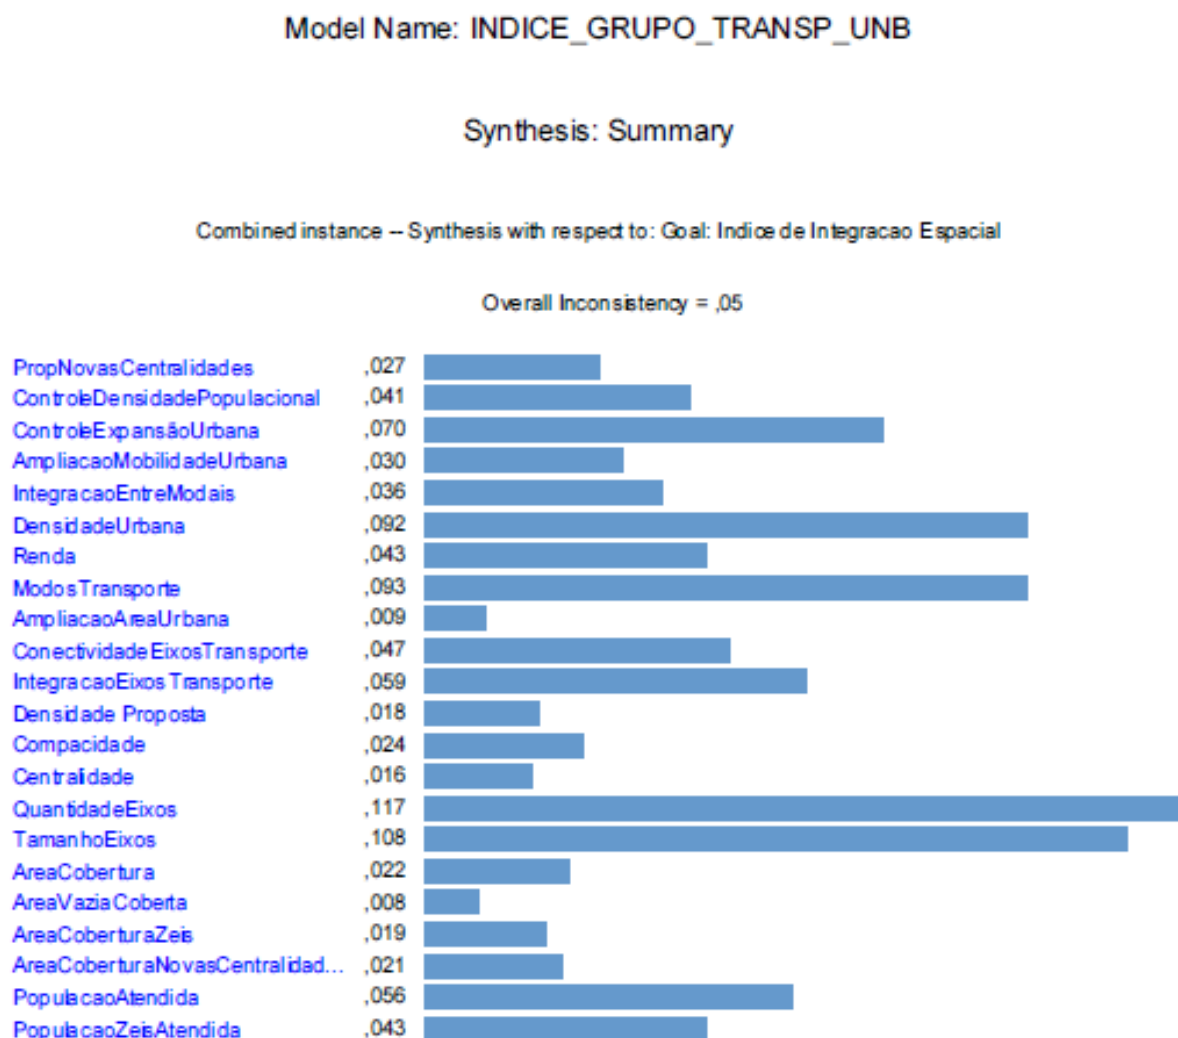 Model Name: INDICE_GRUPO_TRANSP_UNB
Synthesis: Summary
Combined instance -- Synthesis with respect to: Goal: Indice de Integracao Espacial
Overall Inconsistency = ,05
PropNovasCentralidades ,027
ControleDensidadePopulacional ,041
ControleExpansãoUrbana ,070
AmpliacaoMobilidadeUrbana ,030
IntegracaoEntreModais ,036
DensidadeUrbana ,092
Renda ,043
ModosTransporte ,093
AmpliacaoAreaUrbana ,009
ConectividadeEixosTransporte ,047
IntegracaoEixosTransporte ,059
Densidade Proposta ,018
Compacidade ,024
Centralidade ,016
QuantidadeEixos ,117
TamanhoEixos ,108
AreaCobertura ,022
AreaVaziaCoberta ,008
AreaCoberturaZeis ,019
AreaCoberturaNovasCentralidad... ,021
PopulacaoAtendida ,056
PopulacaoZeisAtendida ,043